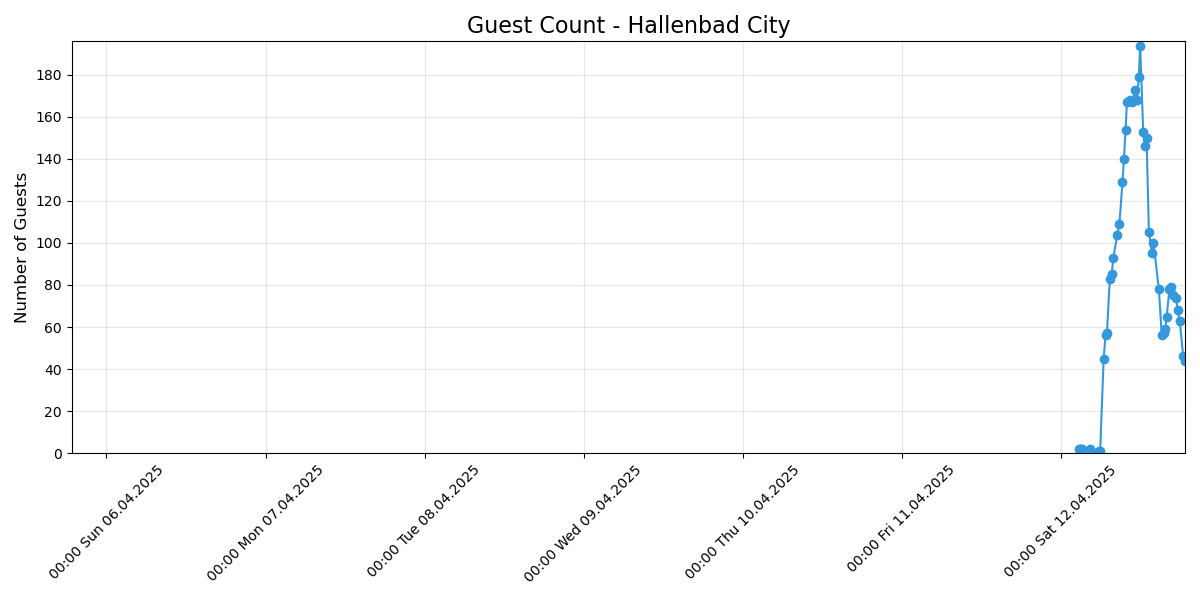 Guest Count - Hallenbad City
Number of Guests
180
160
140
120
100
80
60
40
20
0
00:00 Sun 06.04.2025
00:00 Mon 07.04.2025
00:00 Tue 08.04.2025
00:00 Wed 09.04.2025
00:00 Thu 10.04.2025
00:00 Fri 11.04.2025
00:00 Sat 12.04.2025